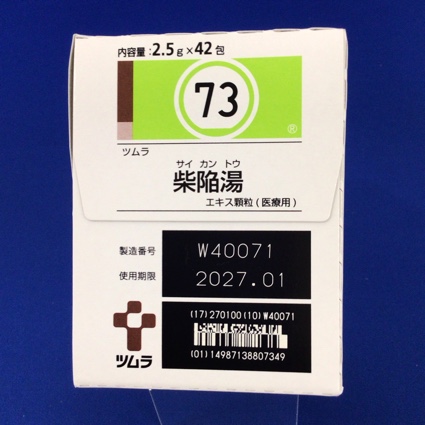 内容量:2.5g×42包
73
®
ツムラ
サイ カン トウ
柴陥湯
エキス顆粒(医療用)
製造番号 W40071
使用期限 2027.01
(17)270100(10)W40071
(01)14987138807349
ツムラ